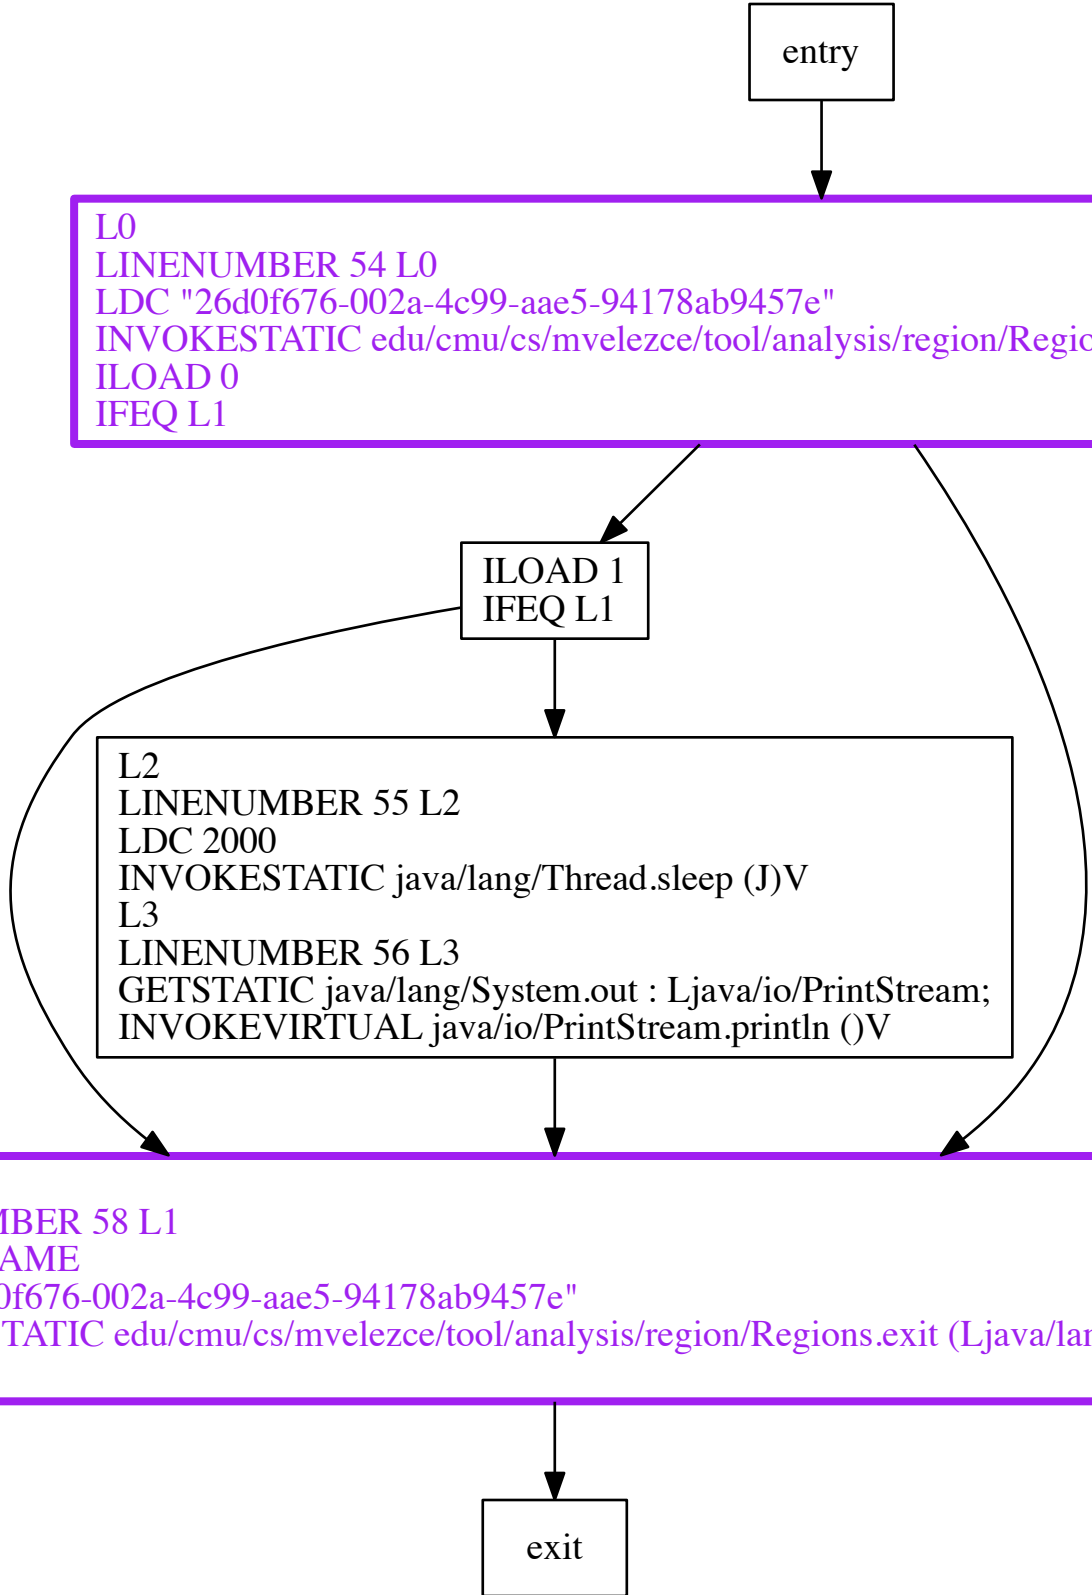 entry
L0
LINENUMBER 54 L0
LDC "26d0f676-002a-4c99-aae5-94178ab9457e"
INVOKESTATIC edu/cmu/cs/mvelezce/tool/analysis/region/Regio
ILOAD 0
IFEQ L1
ILOAD 1
IFEQ L1
L2
LINENUMBER 55 L2
LDC 2000
INVOKESTATIC java/lang/Thread.sleep (J)V
L3
LINENUMBER 56 L3
GETSTATIC java/lang/System.out : Ljava/io/PrintStream;
INVOKEVIRTUAL java/io/PrintStream.println ()V
MBER 58 L1
AME
0f676-002a-4c99-aae5-94178ab9457e"
TATIC edu/cmu/cs/mvelezce/tool/analysis/region/Regions.exit (Ljava/lan
exit